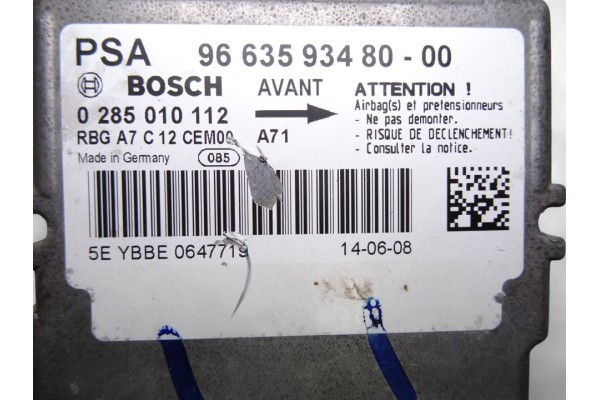 PSA 96 635 934 80 - 00
BOSCH AVANT
0 285 010 112
RBG A7 C 12 CEM00 A71
Made in Germany 085
ATTENTION !
Airbag(s) et pretensionneurs
- Ne pas demonter.
- RISQUE DE DECLENCHEMENT!
- Consulter la notice.
5E YBBE 0647719 14-06-08